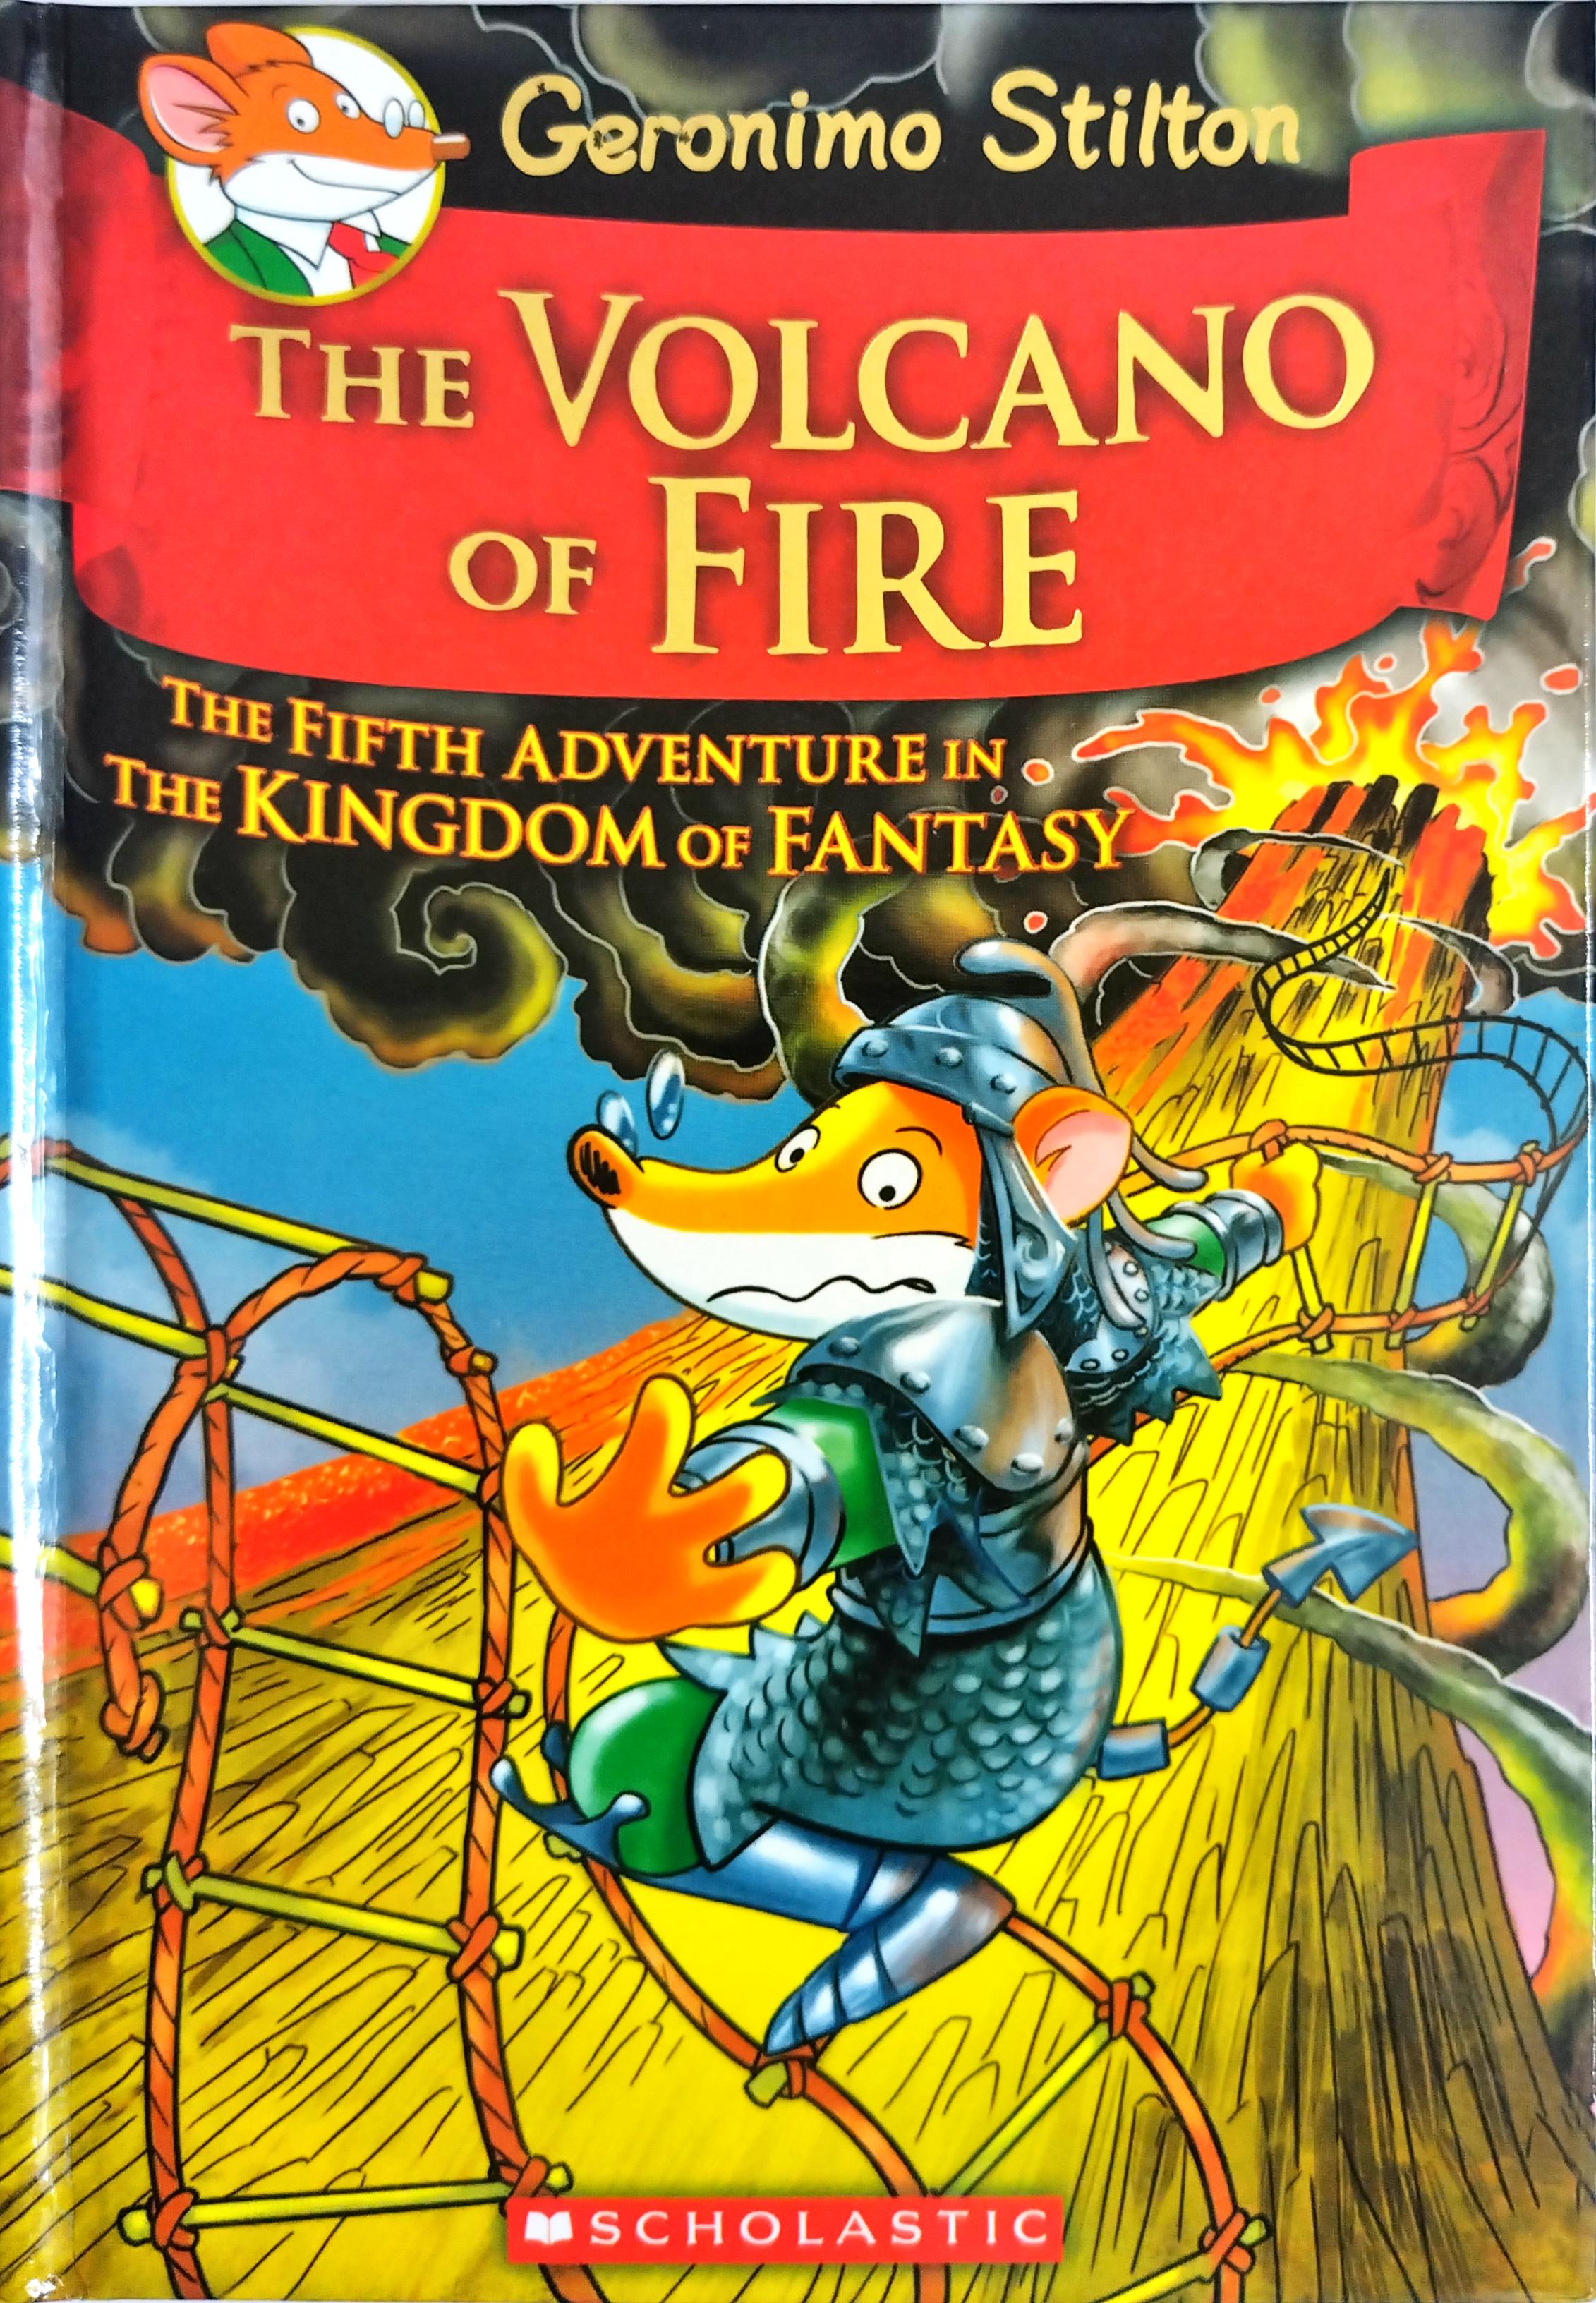 Geronimo Stilton
THE VOLCANO
OF FIRE
THE FIFTH ADVENTURE IN
THE KINGDOM OF FANTASY
SCHOLASTIC